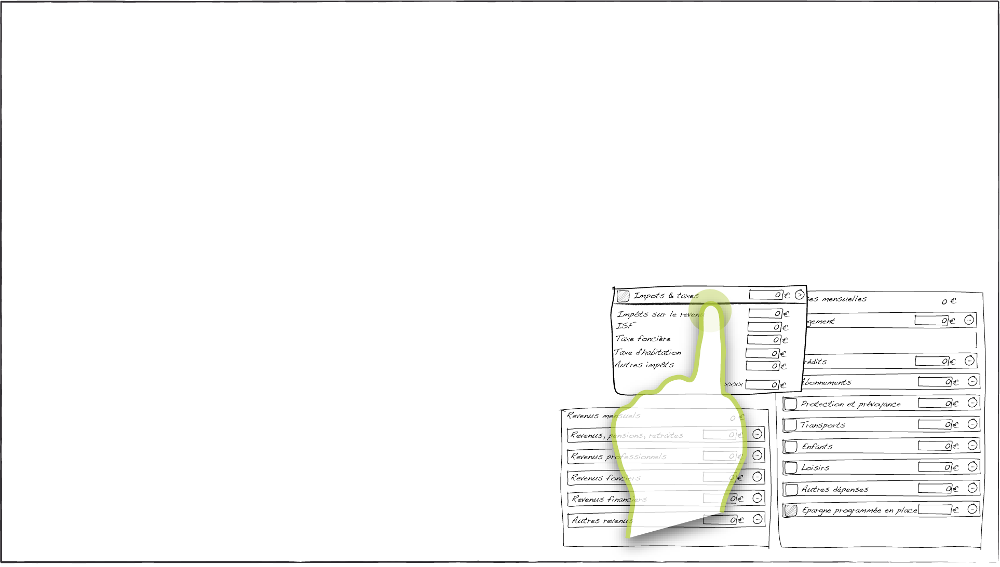 Impots & taxes 0 €
Impôts sur le revenu 0 €
ISF 0 €
Taxe foncière 0 €
Taxe d'habitation 0 €
Autres impôts 0 €
xxxx 0 €
Revenus mensuels 0 €
Revenus, pensions, retraites 0 €
Revenus professionnels 0 €
Revenus fonciers 0 €
Revenus financiers 0 €
Autres revenus 0 €
ses mensuelles 0 €
gement 0 €
rédits 0 €
Abonnements 0 €
Protection et prévoyance 0 €
Transports 0 €
Enfants 0 €
Loisirs 0 €
Autres dépenses 0 €
Epargne programmée en place €